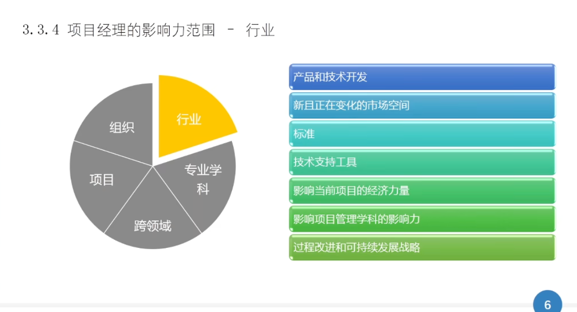 3.3.4 项目经理的影响力范围 - 行业
组织
行业
项目
专业学
科
跨领域
产品和技术开发
新且正在变化的市场空间
标准
技术支持工具
影响当前项目的经济力量
影响项目管理学科的影响力
过程改进和可持续发展战略
6